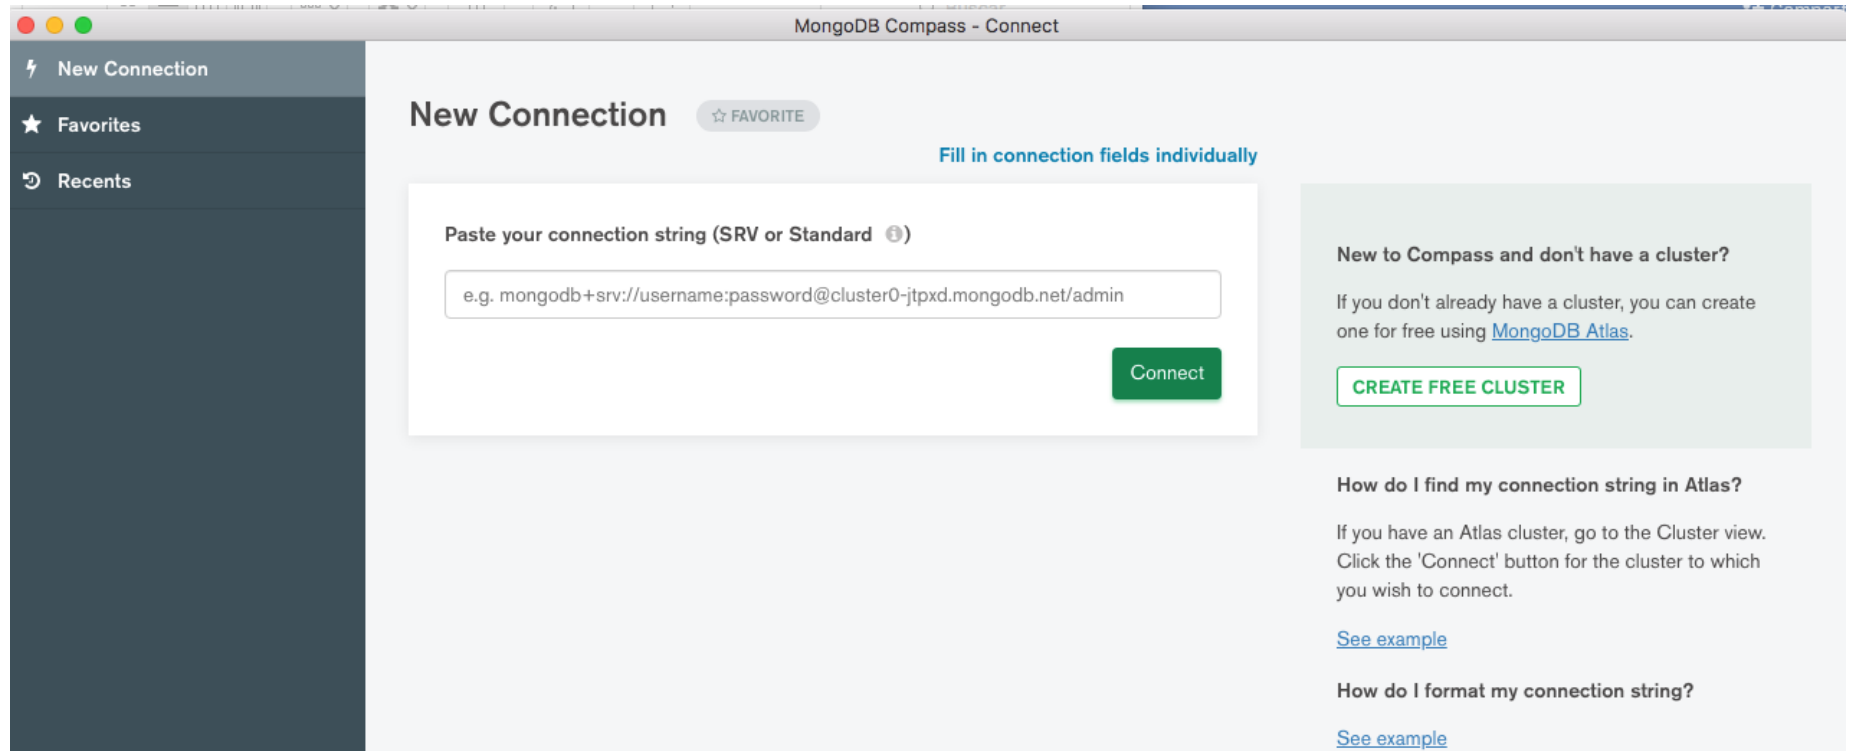 MongoDB Compass - Connect
New Connection
Favorites
Recents
New Connection
FAVORITE
Fill in connection fields individually
Paste your connection string (SRV or Standard )
e.g. mongodb+srv://username:password@cluster0-jtpxd.mongodb.net/admin
Connect
New to Compass and don't have a cluster?
If you don't already have a cluster, you can create
one for free using MongoDB Atlas.
CREATE FREE CLUSTER
How do I find my connection string in Atlas?
If you have an Atlas cluster, go to the Cluster view.
Click the 'Connect' button for the cluster to which
you wish to connect.
See example
How do I format my connection string?
See example